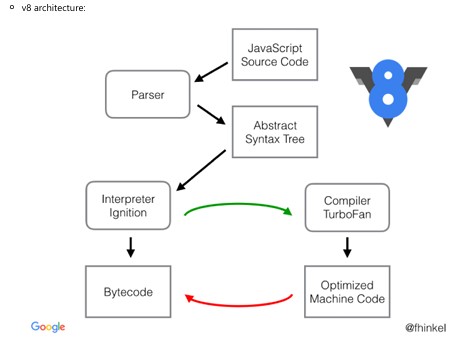 v8 architecture:
JavaScript
Source Code
Parser
8
Abstract
Syntax Tree
Interpreter
Ignition
Compiler
TurboFan
Bytecode
Optimized
Machine Code
Google
@fhinkel